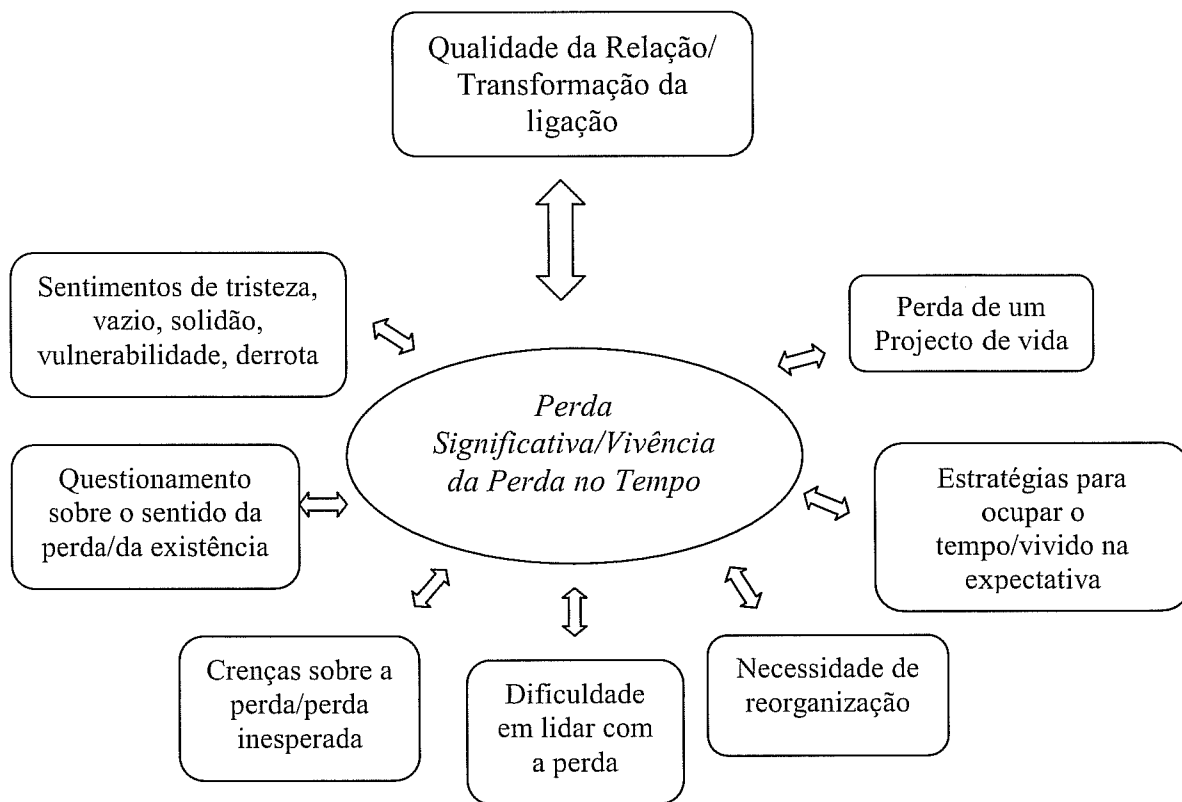 Qualidade da Relação/
Transformação da
ligação
Sentimentos de tristeza,
vazio, solidão,
vulnerabilidade, derrota
Perda de um
Projecto de vida
Perda
Significativa/Vivência
da Perda no Tempo
Questionamento
sobre o sentido da
perda/da existência
Estratégias para
ocupar o
tempo/vivido na
expectativa
Crenças sobre a
perda/perda
inesperada
Dificuldade
em lidar com
a perda
Necessidade de
reorganização